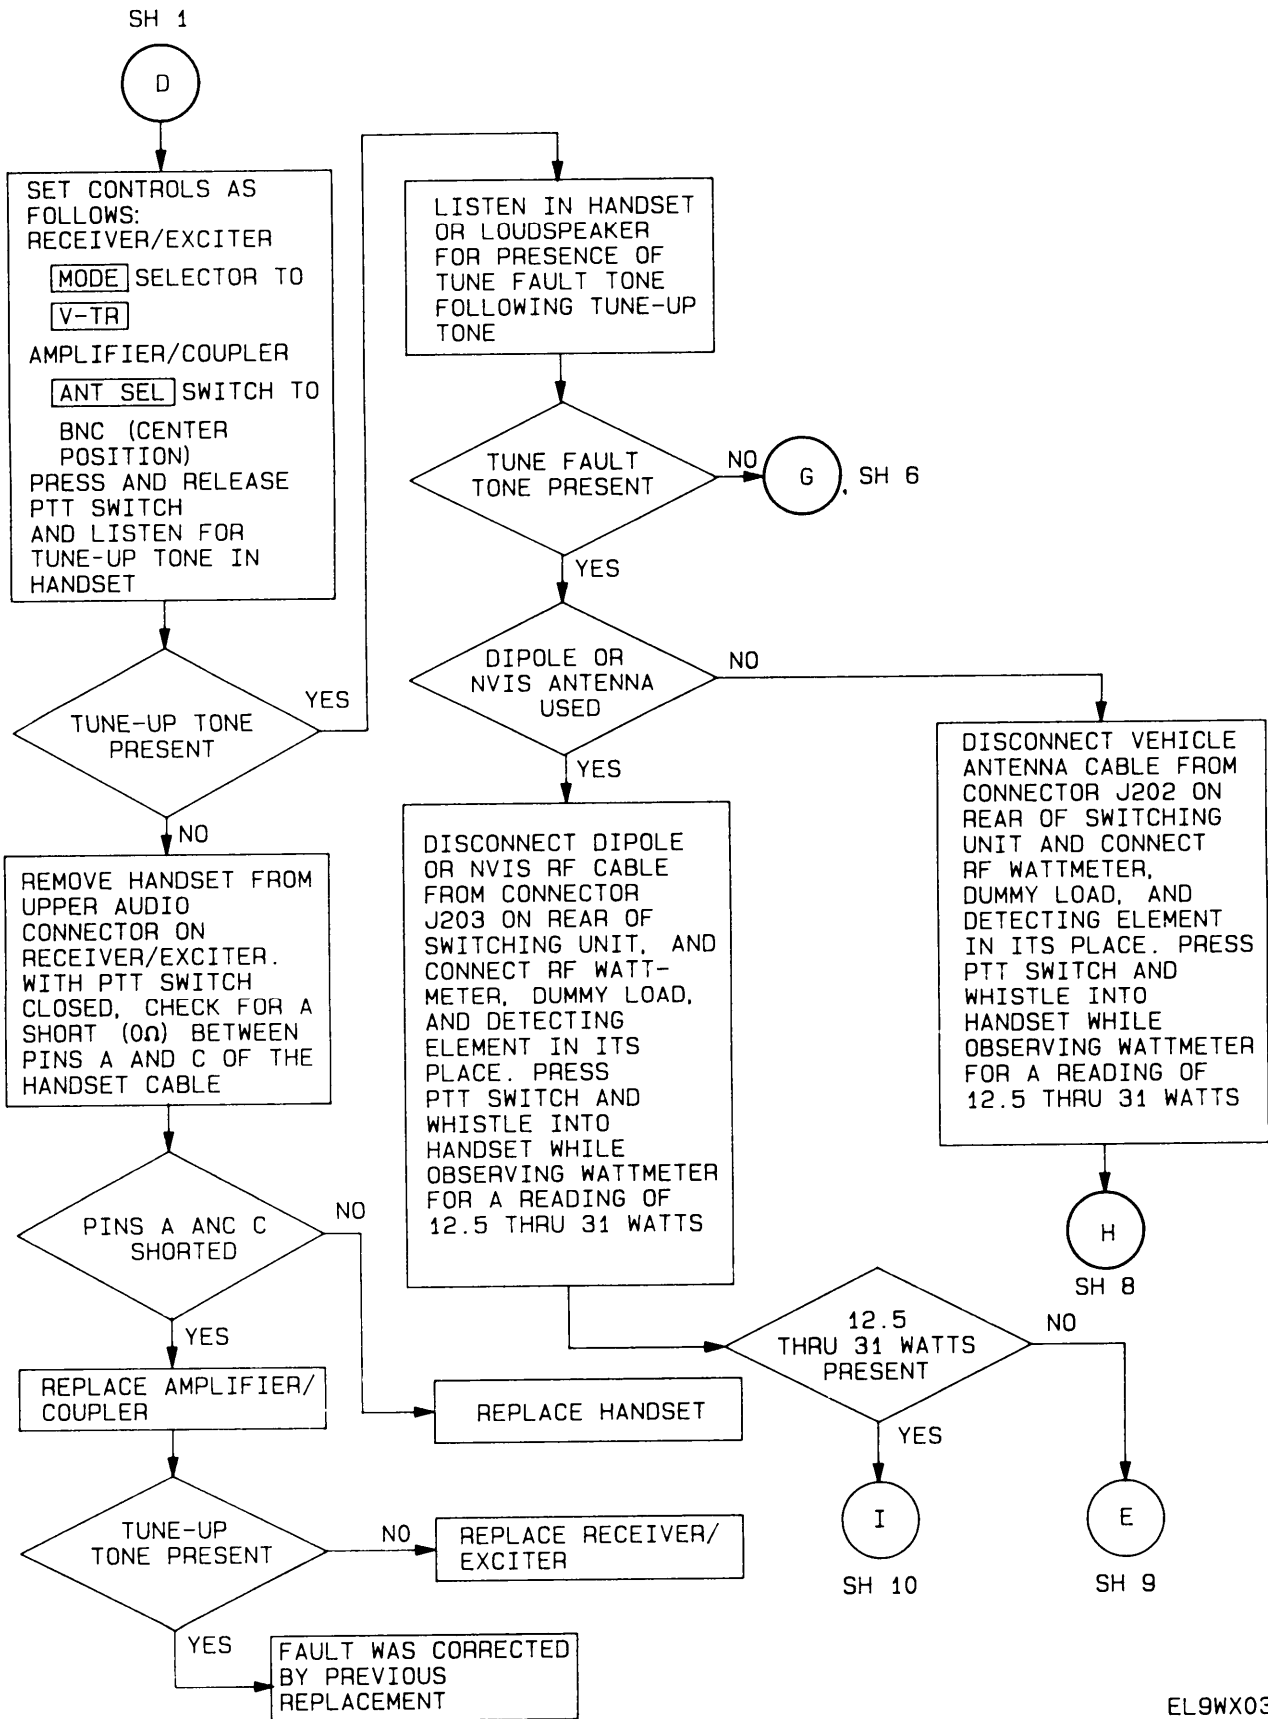 SH 1
D
SET CONTROLS AS
FOLLOWS:
RECEIVER/EXCITER
MODE SELECTOR TO
V-TR
AMPLIFIER/COUPLER
ANT SEL SWITCH TO
BNC (CENTER
POSITION)
PRESS AND RELEASE
PTT SWITCH
AND LISTEN FOR
TUNE-UP TONE IN
HANDSET
TUNE-UP TONE
PRESENT
YES
NO
REMOVE HANDSET FROM
UPPER AUDIO
CONNECTOR ON
RECEIVER/EXCITER.
WITH PTT SWITCH
CLOSED, CHECK FOR A
SHORT (0Ω) BETWEEN
PINS A AND C OF THE
HANDSET CABLE
PINS A ANC C
SHORTED
NO
YES
REPLACE AMPLIFIER/
COUPLER
REPLACE HANDSET
TUNE-UP
TONE PRESENT
NO
REPLACE RECEIVER/
EXCITER
YES
FAULT WAS CORRECTED
BY PREVIOUS
REPLACEMENT
LISTEN IN HANDSET
OR LOUDSPEAKER
FOR PRESENCE OF
TUNE FAULT TONE
FOLLOWING TUNE-UP
TONE
TUNE FAULT
TONE PRESENT
NO
G
, SH 6
YES
DIPOLE OR
NVIS ANTENNA
USED
NO
YES
DISCONNECT DIPOLE
OR NVIS RF CABLE
FROM CONNECTOR
J203 ON REAR OF
SWITCHING UNIT, AND
CONNECT RF WATT-
METER, DUMMY LOAD,
AND DETECTING
ELEMENT IN ITS
PLACE. PRESS
PTT SWITCH AND
WHISTLE INTO
HANDSET WHILE
OBSERVING WATTMETER
FOR A READING OF
12.5 THRU 31 WATTS
DISCONNECT VEHICLE
ANTENNA CABLE FROM
CONNECTOR J202 ON
REAR OF SWITCHING
UNIT AND CONNECT
RF WATTMETER,
DUMMY LOAD, AND
DETECTING ELEMENT
IN ITS PLACE. PRESS
PTT SWITCH AND
WHISTLE INTO
HANDSET WHILE
OBSERVING WATTMETER
FOR A READING OF
12.5 THRU 31 WATTS
H
SH 8
12.5
THRU 31 WATTS
PRESENT
NO
YES
I
SH 10
E
SH 9
EL9WX03